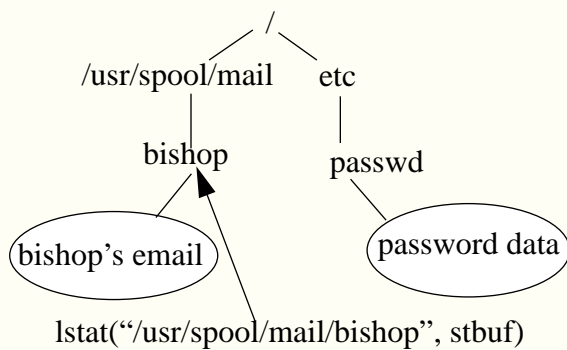 /
/usr/spool/mail etc
bishop passwd
bishop’s email password data
lstat(“/usr/spool/mail/bishop”, stbuf)